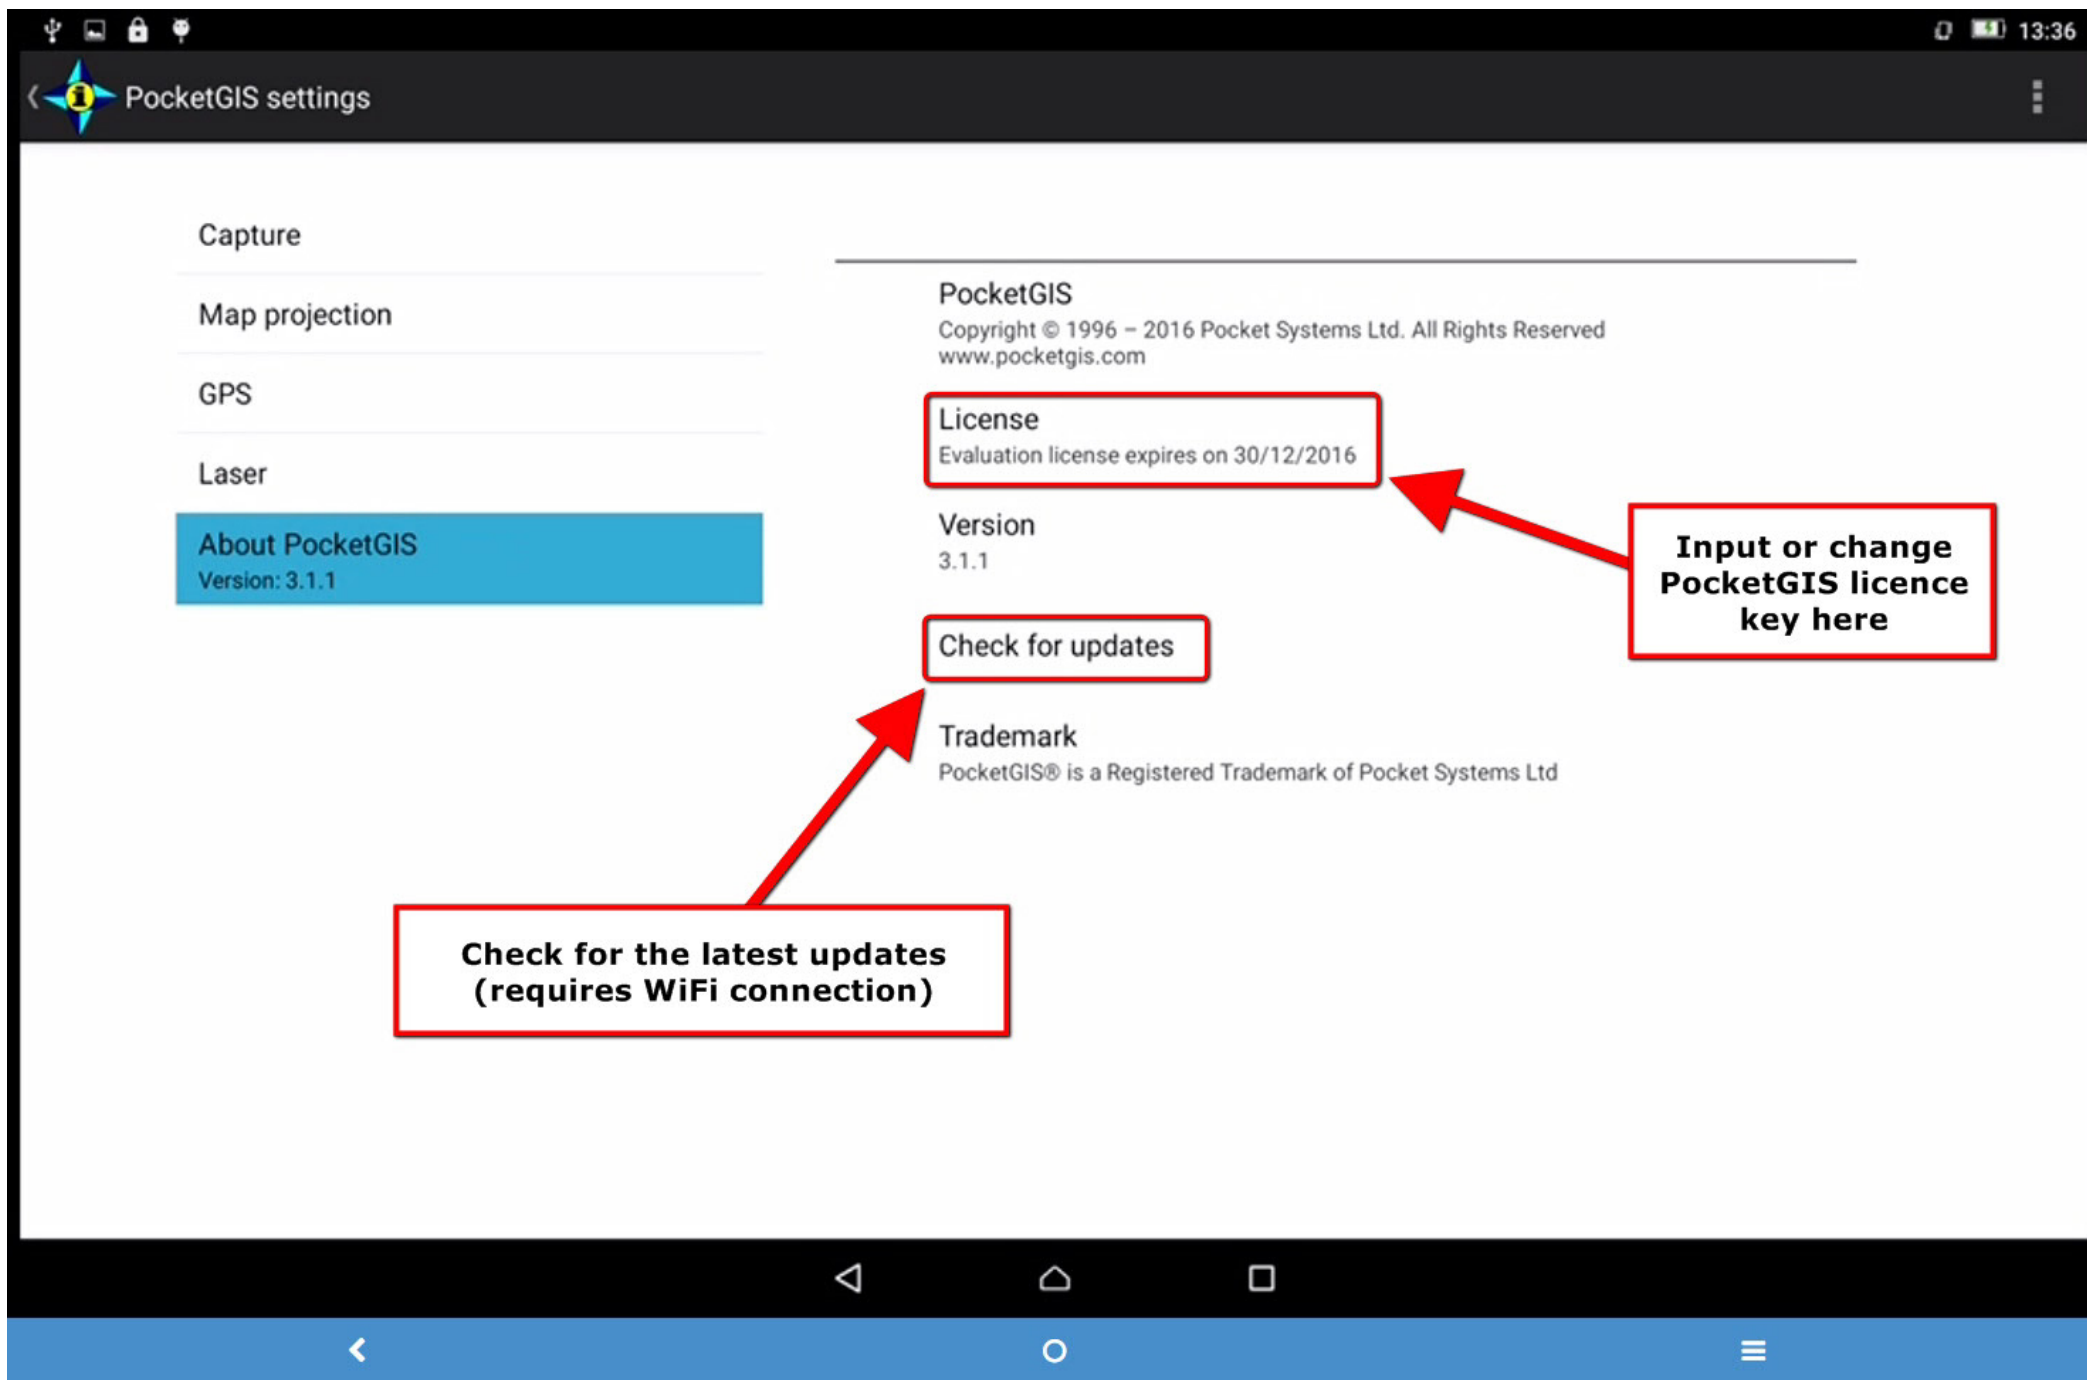 13:36
PocketGIS settings
Capture
Map projection
GPS
Laser
About PocketGIS
Version: 3.1.1
PocketGIS
Copyright © 1996 – 2016 Pocket Systems Ltd. All Rights Reserved
www.pocketgis.com
License
Evaluation license expires on 30/12/2016
Version
3.1.1
Check for updates
Trademark
PocketGIS® is a Registered Trademark of Pocket Systems Ltd
Input or change
PocketGIS licence
key here
Check for the latest updates
(requires WiFi connection)